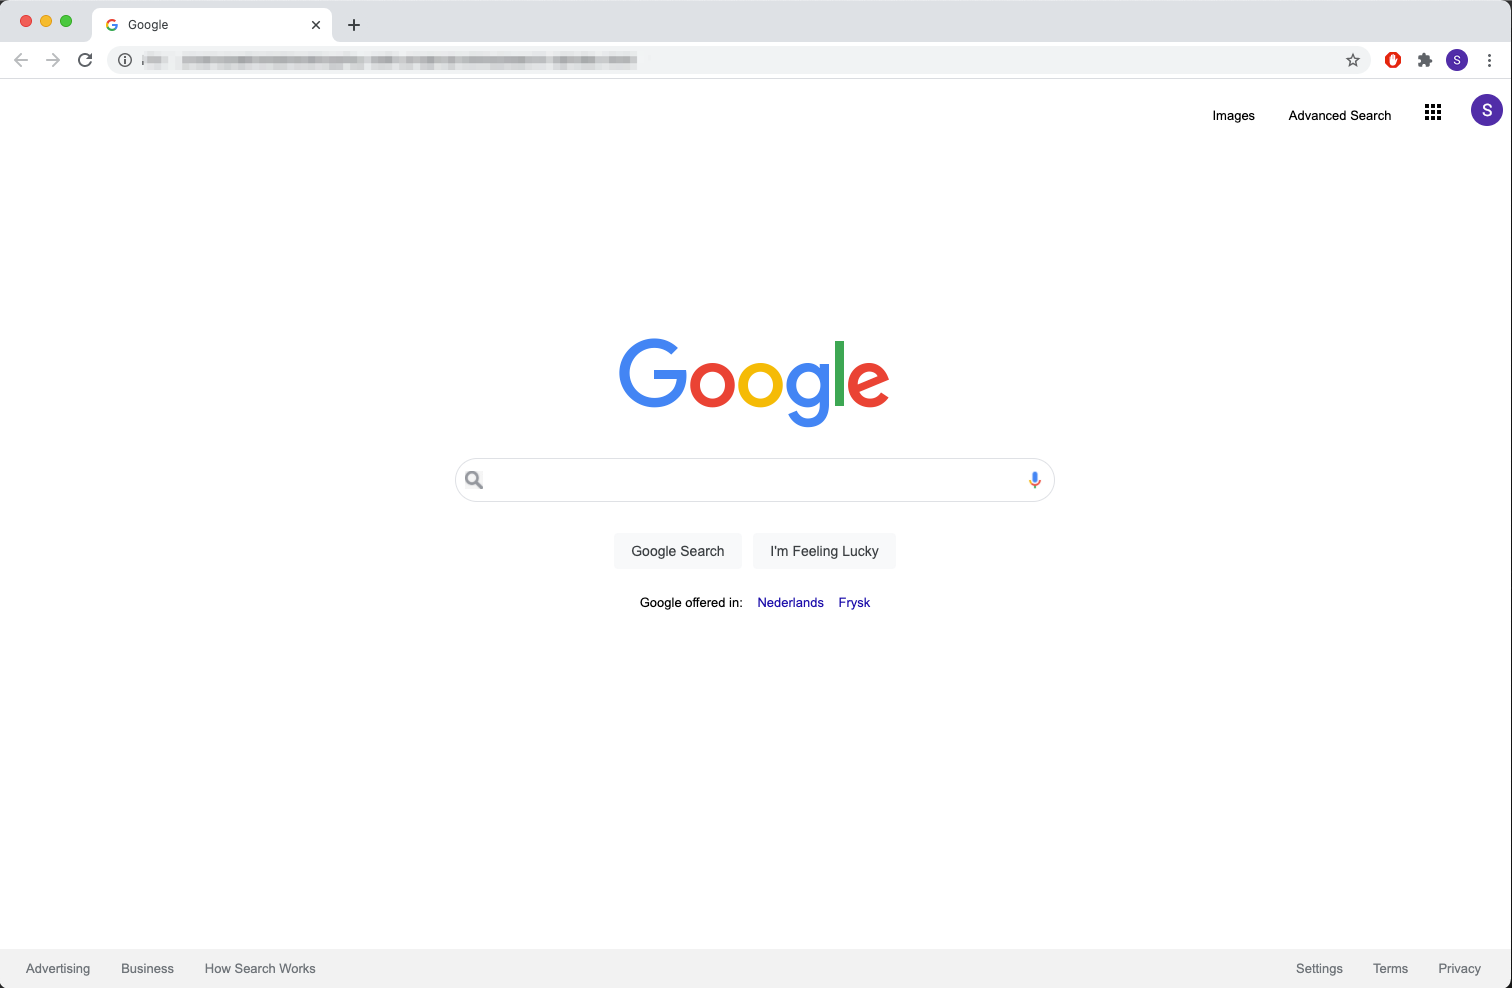 Google
S
Images Advanced Search S
Google
Google Search I'm Feeling Lucky
Google offered in: Nederlands Frysk
Advertising Business How Search Works Settings Terms Privacy